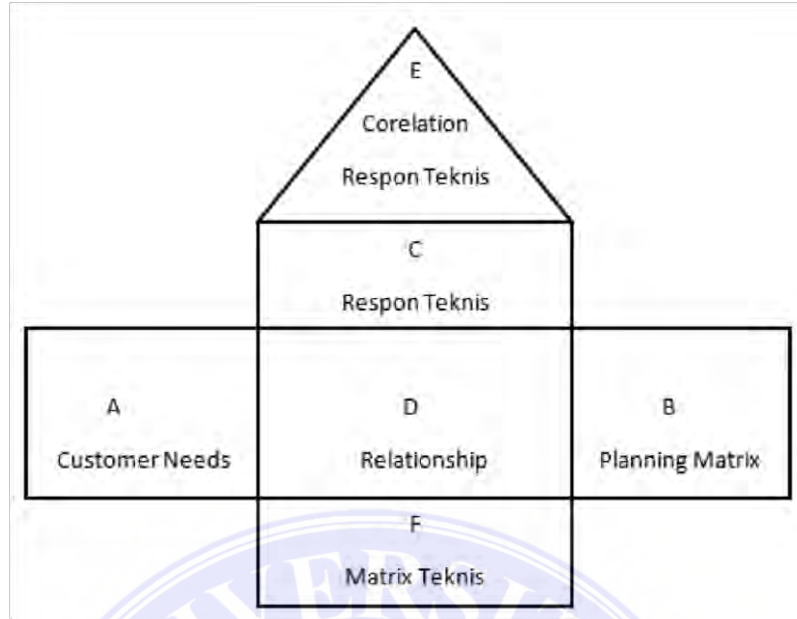 E
Corelation
Respon Teknis
C
Respon Teknis
A
Customer Needs
D
Relationship
B
Planning Matrix
F
Matrix Teknis